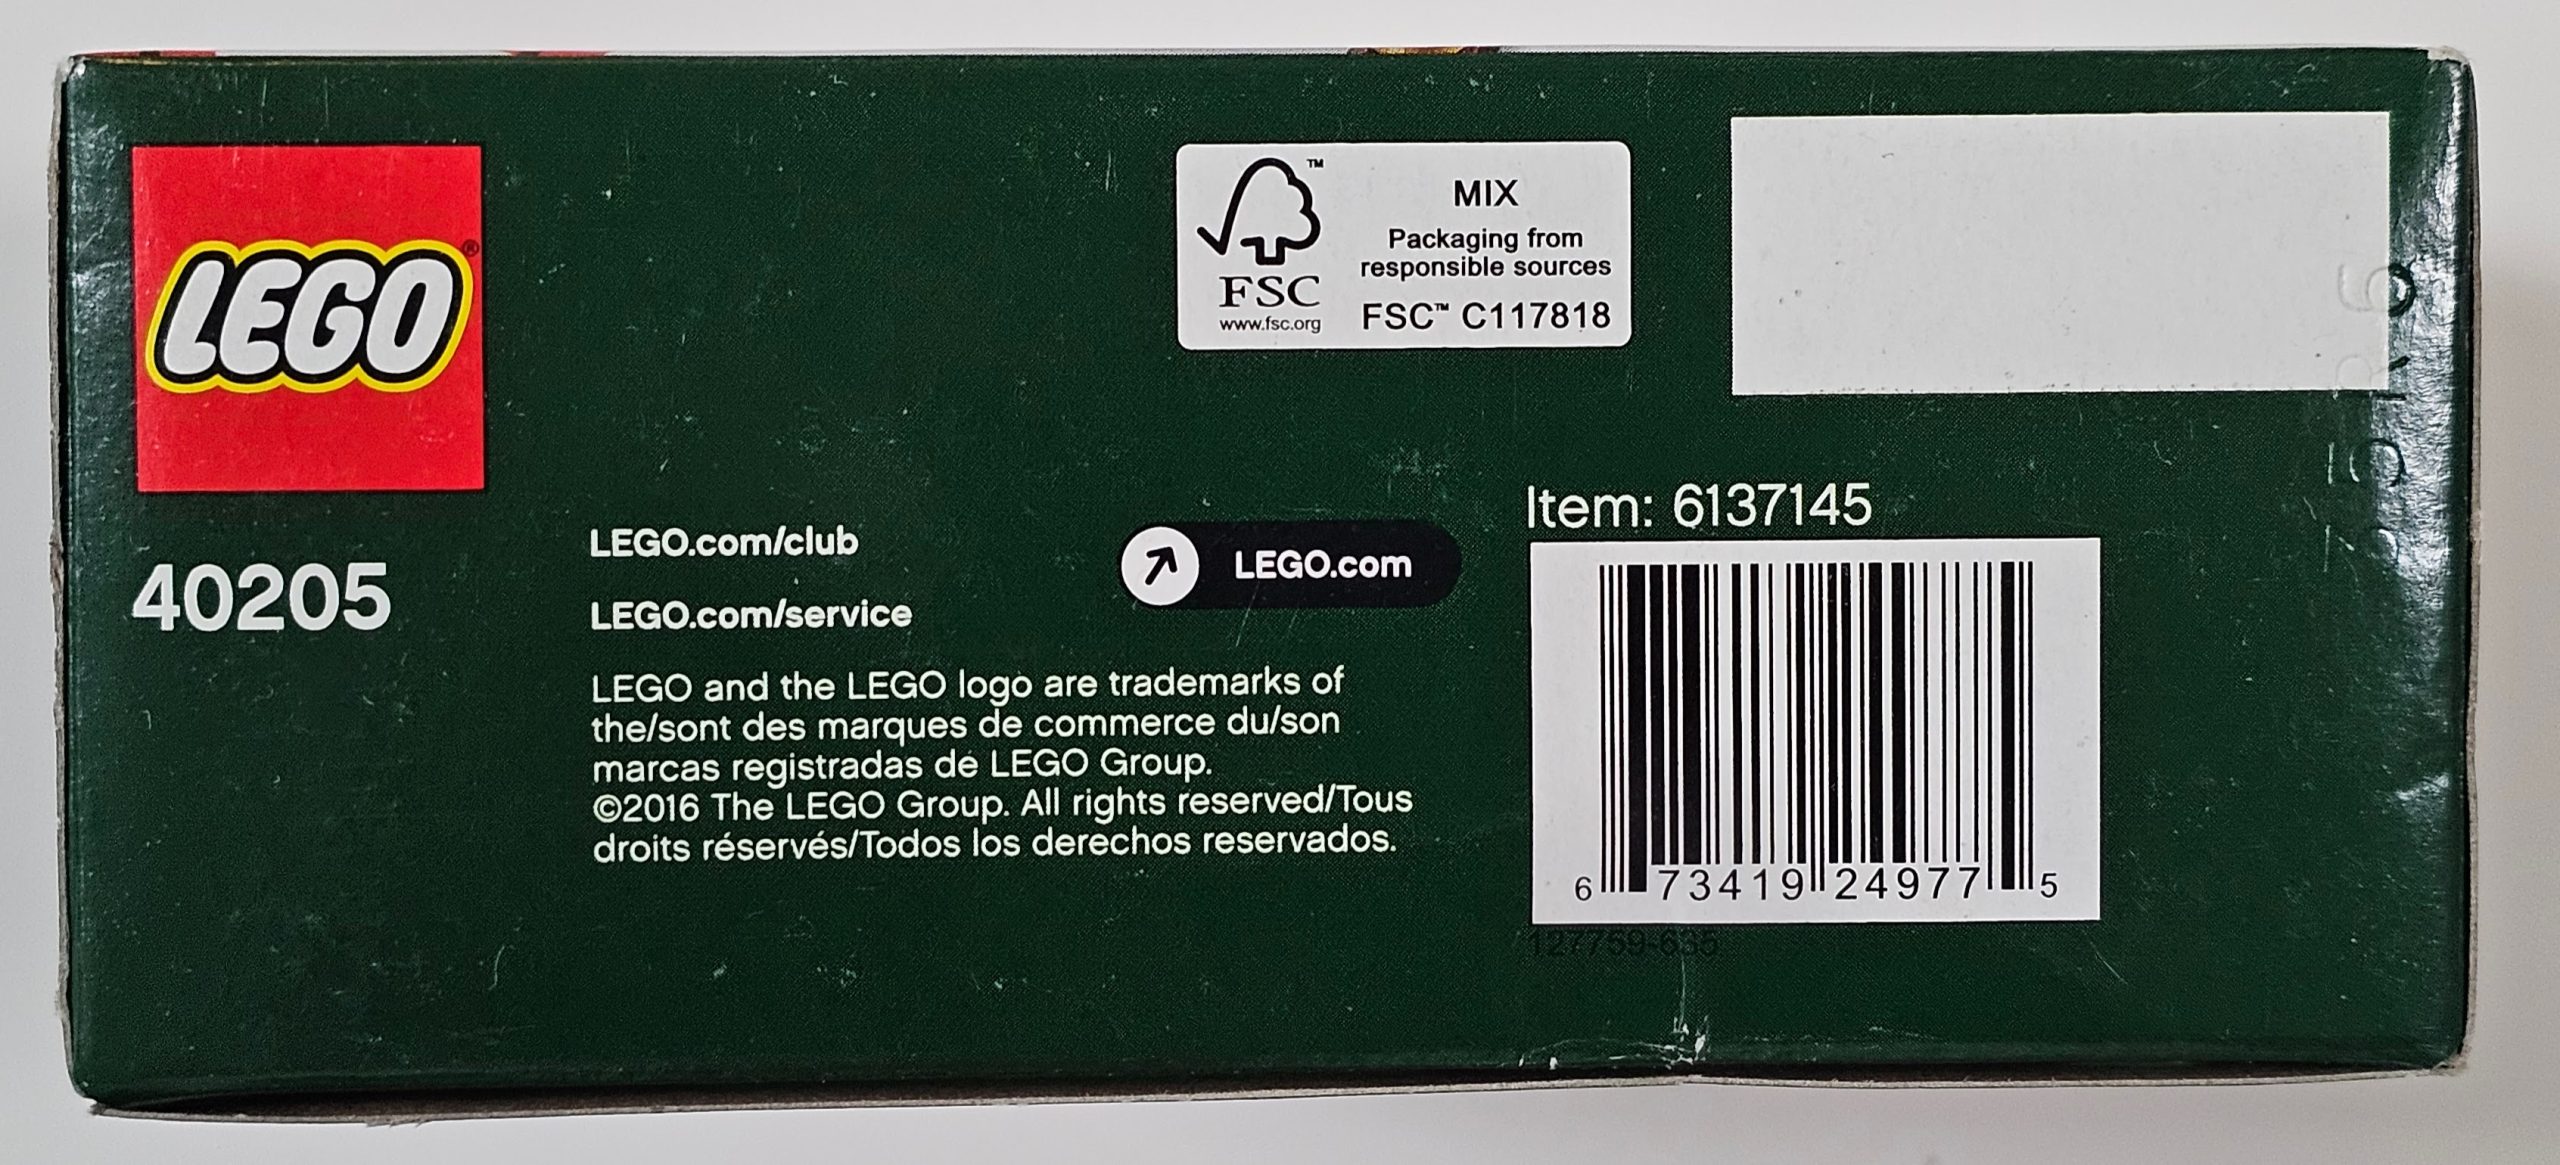 LEGO®
40205
LEGO.com/club
LEGO.com/service
LEGO and the LEGO logo are trademarks of
the/sont des marques de commerce du/son
marcas registradas de LEGO Group.
©2016 The LEGO Group. All rights reserved/Tous
droits réservés/Todos los derechos reservados.
™
FSC
www.fsc.org
MIX
Packaging from
responsible sources
FSC™ C117818
LEGO.com
Item: 6137145
6 73419 24977 5
127759-635